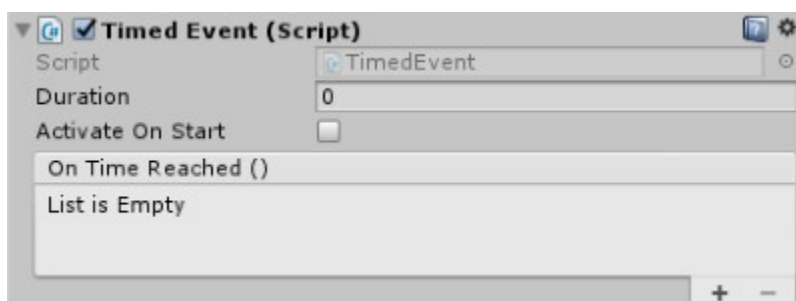 Timed Event (Script)
Script TimedEvent
Duration 0
Activate On Start
On Time Reached ()
List is Empty
+ −